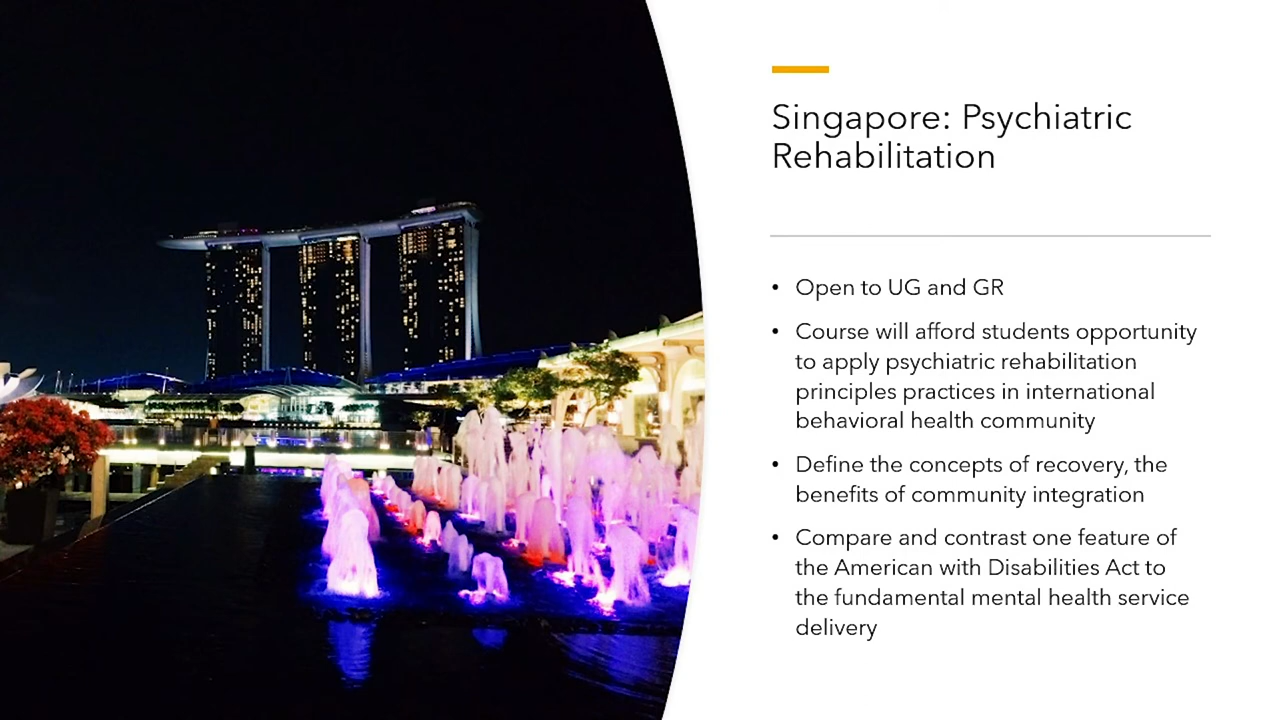 Singapore: Psychiatric
Rehabilitation
• Open to UG and GR
• Course will afford students opportunity
to apply psychiatric rehabilitation
principles practices in international
behavioral health community
• Define the concepts of recovery, the
benefits of community integration
• Compare and contrast one feature of
the American with Disabilities Act to
the fundamental mental health service
delivery